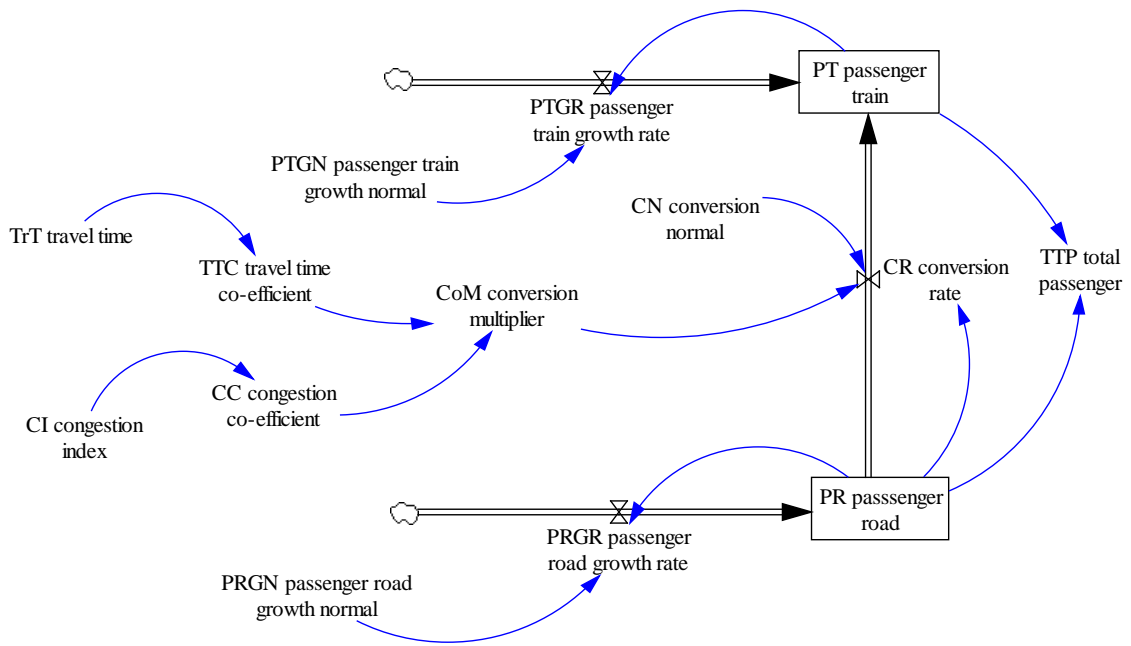 PT passenger
train
PTGR passenger
train growth rate
PTGN passenger train
growth normal
CN conversion
normal
TrT travel time
TTC travel time
co-efficient
CoM conversion
multiplier
CR conversion
rate
TTP total
passenger
CC congestion
co-efficient
CI congestion
index
PR passsenger
road
PRGR passenger
road growth rate
PRGN passenger road
growth normal